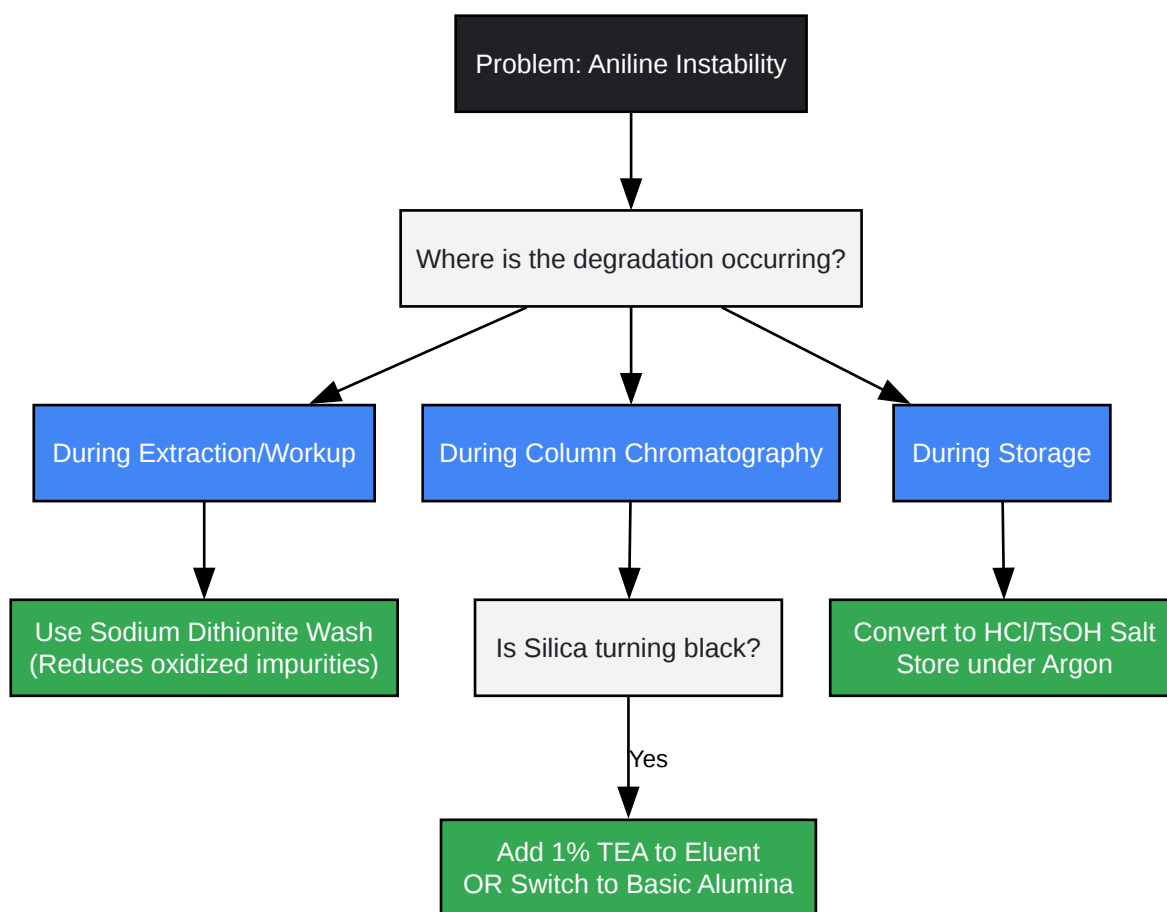 Problem: Aniline Instability
Where is the degradation occurring?
During Extraction/Workup
During Column Chromatography
During Storage
Use Sodium Dithionite Wash
(Reduces oxidized impurities)
Is Silica turning black?
Convert to HCl/TsOH Salt
Store under Argon
Yes
Add 1% TEA to Eluent
OR Switch to Basic Alumina